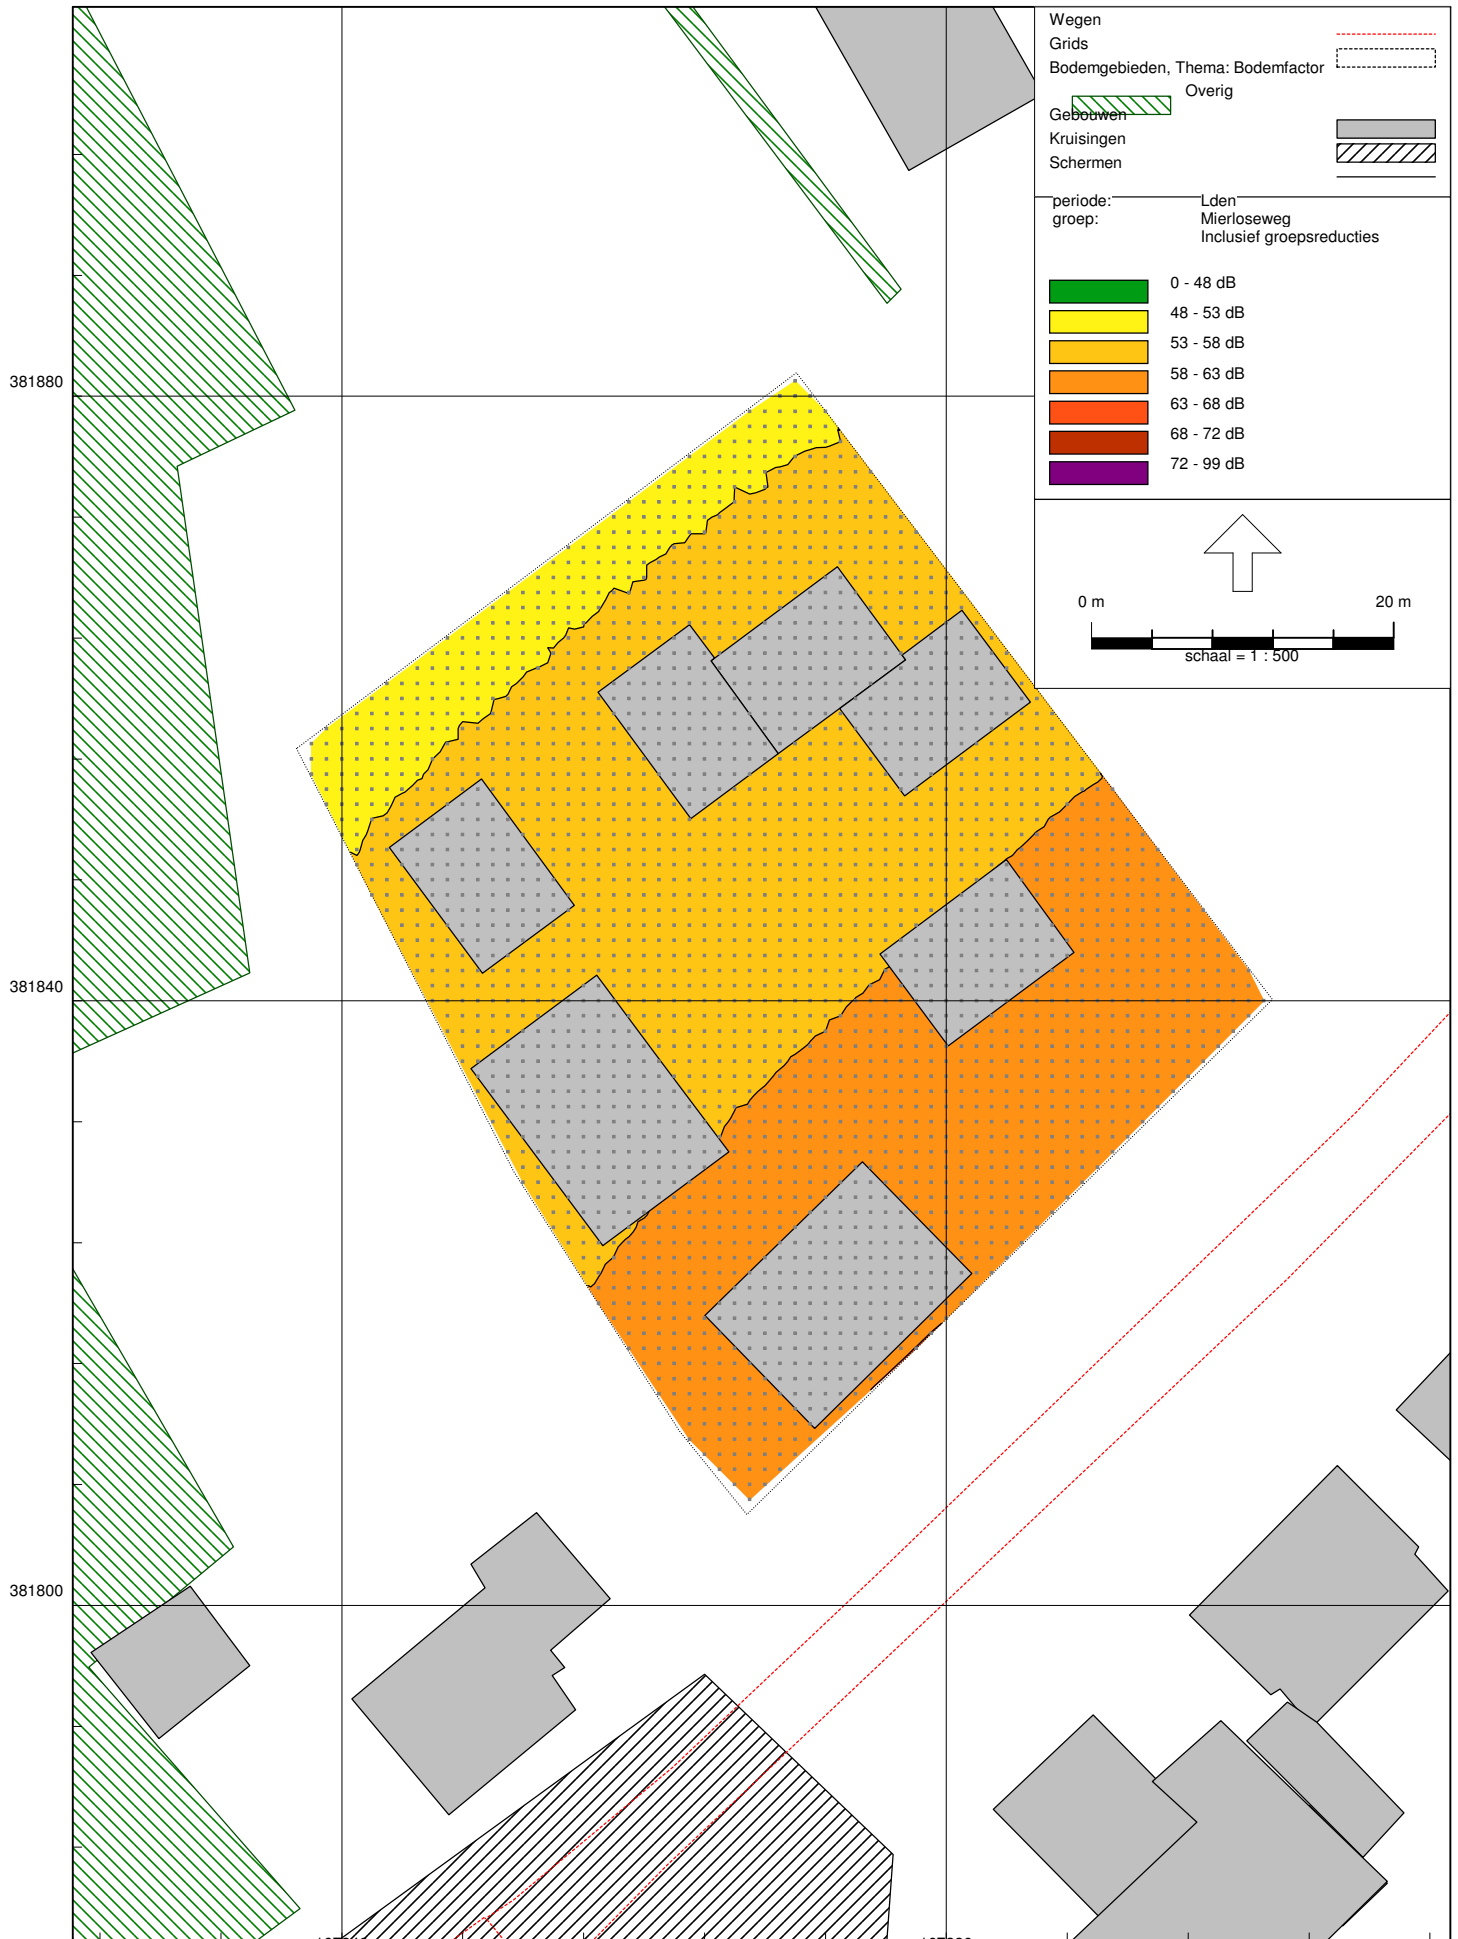 Wegen
Grids
Bodemgebieden, Thema: Bodemfactor
Overig
Gebouwen
Kruisingen
Schermen
periode: Lden
groep: Mierloseweg
Inclusief groepsreducties
0 - 48 dB
48 - 53 dB
53 - 58 dB
58 - 63 dB
63 - 68 dB
68 - 72 dB
72 - 99 dB
0 m 20 m
schaal = 1 : 500
381880
381840
381800